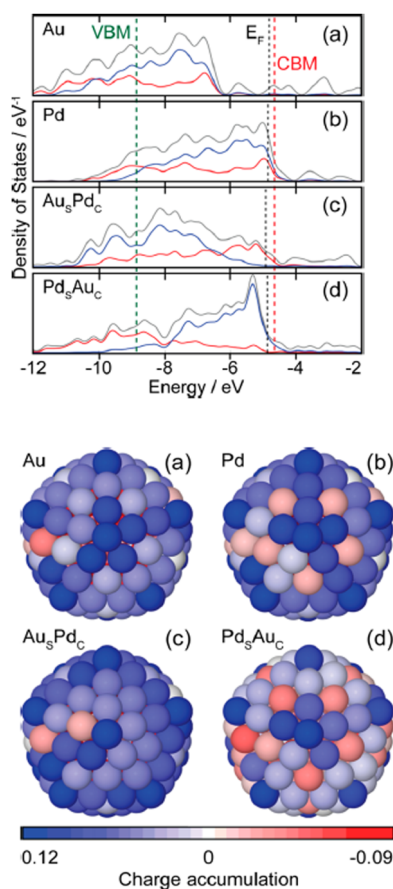 Au VBM E_F (a)
CBM
Pd (b)
Au_SPd_C (c)
Pd_SAu_C (d)
Density of States / eV⁻¹
-12 -10 -8 -6 -4 -2
Energy / eV
Au (a) Pd (b)
Au_SPd_C (c) Pd_SAu_C (d)
0.12 0 -0.09
Charge accumulation